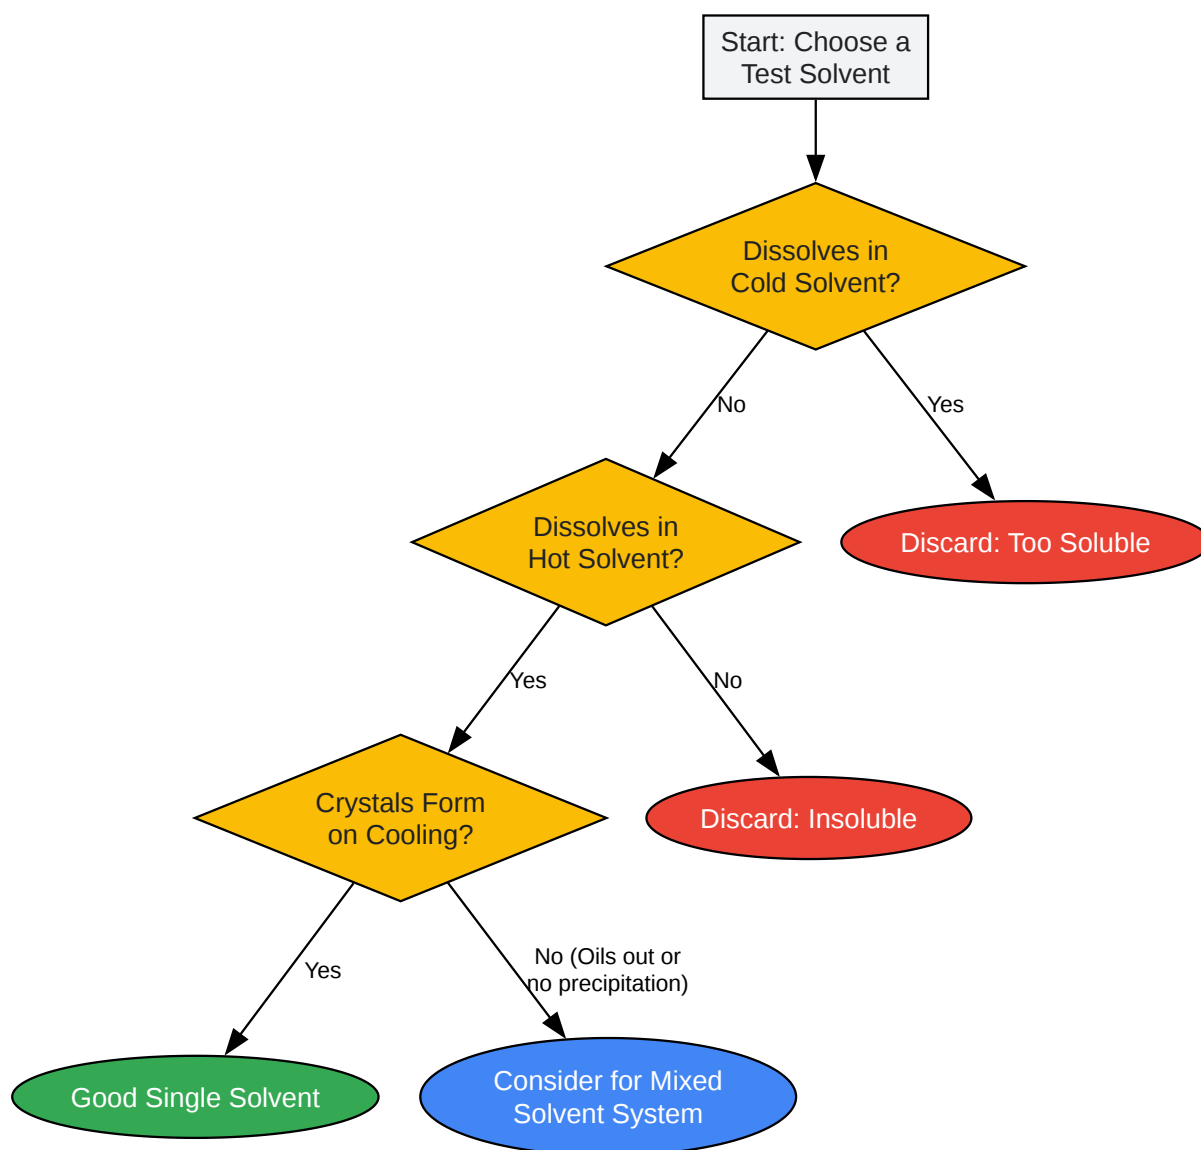 Start: Choose a
Test Solvent
Dissolves in
Cold Solvent?
No
Yes
Dissolves in
Hot Solvent?
Discard: Too Soluble
Yes
No
Crystals Form
on Cooling?
Discard: Insoluble
Yes
No (Oils out or
no precipitation)
Good Single Solvent
Consider for Mixed
Solvent System